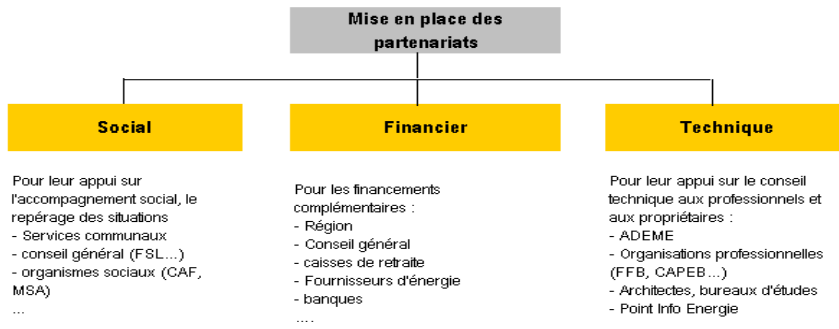 Mise en place des
partenariats
Social
Financier
Technique
Pour leur appui sur
l'accompagnement social, le
repérage des situations
- Services communaux
- conseil général (FSL...)
- organismes sociaux (CAF,
MSA)
...
Pour les financements
complémentaires :
- Région
- Conseil général
- caisses de retraite
- Fournisseurs d'énergie
- banques
....
Pour leur appui sur le conseil
technique aux professionnels et
aux propriétaires :
- ADEME
- Organisations professionnelles
(FFB, CAPEB...)
- Architectes, bureaux d'études
- Point Info Energie